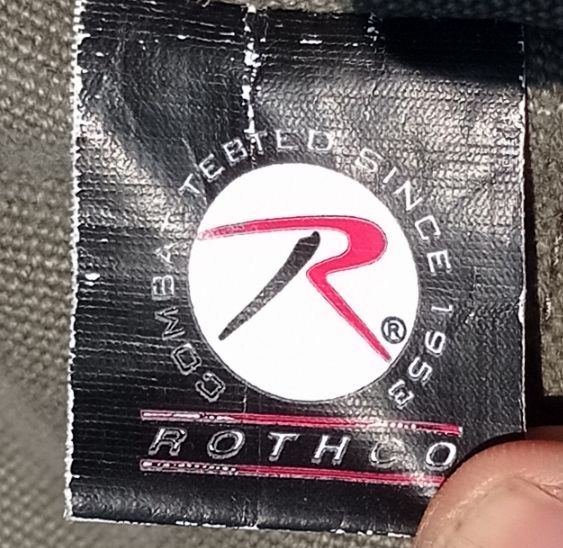 COMBAT TESTED SINCE 1953
R ®
ROTHCO